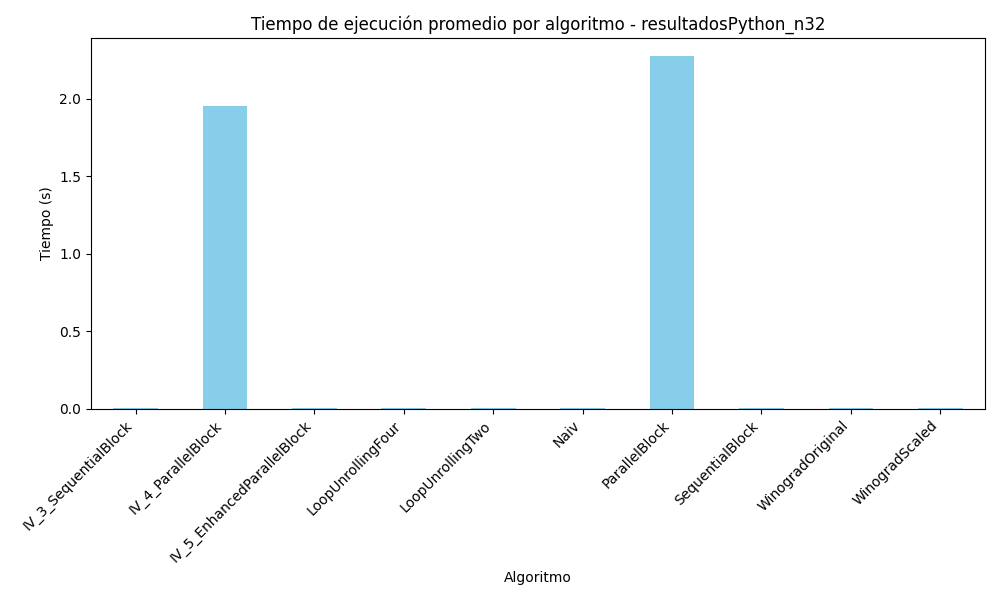 Tiempo de ejecución promedio por algoritmo - resultadosPython_n32
Tiempo (s)
2.0
1.5
1.0
0.5
0.0
IV_3_SequentialBlock
IV_4_ParallelBlock
IV_5_EnhancedParallelBlock
LoopUnrollingFour
LoopUnrollingTwo
Naiv
ParallelBlock
SequentialBlock
WinogradOriginal
WinogradScaled
Algoritmo